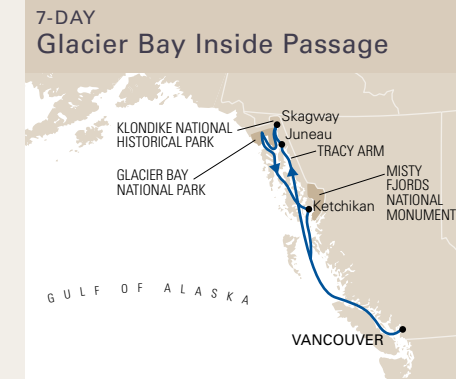 7-DAY
Glacier Bay Inside Passage
Skagway
KLONDIKE NATIONAL
HISTORICAL PARK
Juneau
TRACY ARM
GLACIER BAY
NATIONAL PARK
MISTY
FJORDS
NATIONAL
MONUMENT
Ketchikan
GULF OF ALASKA
VANCOUVER